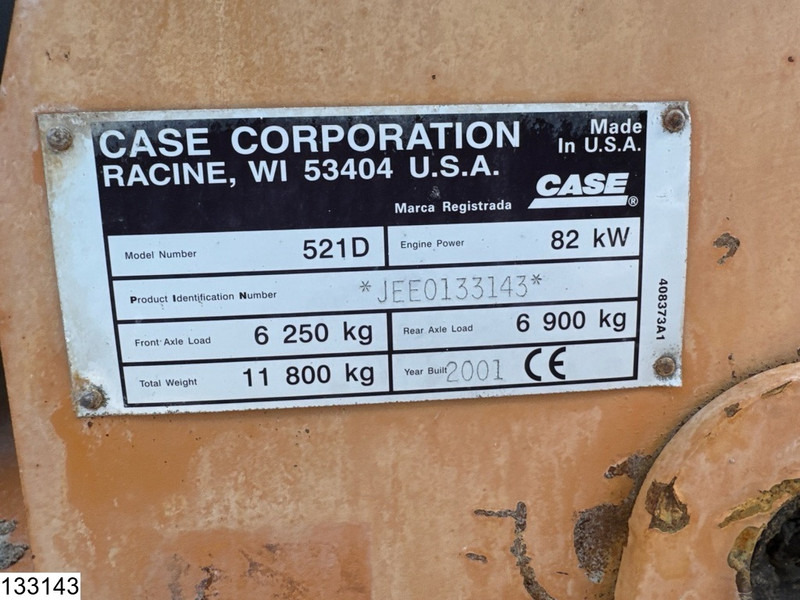 CASE CORPORATION
RACINE, WI 53404 U.S.A.
Made
In U.S.A.
Marca Registrada
CASE®
Model Number 521D
Engine Power 82 kW
Product Identification Number *JEE0133143*
Front Axle Load 6 250 kg
Rear Axle Load 6 900 kg
Total Weight 11 800 kg
Year Built 2001 CE
408373A1
133143